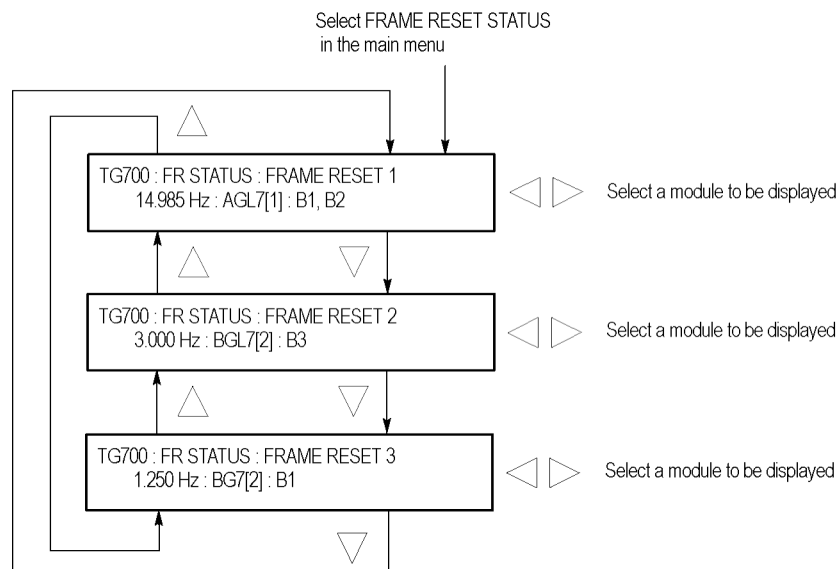 Select FRAME RESET STATUS
in the main menu
TG700 : FR STATUS : FRAME RESET 1
14.985 Hz : AGL7[1] : B1, B2
Select a module to be displayed
TG700 : FR STATUS : FRAME RESET 2
3.000 Hz : BGL7[2] : B3
Select a module to be displayed
TG700 : FR STATUS : FRAME RESET 3
1.250 Hz : BG7[2] : B1
Select a module to be displayed